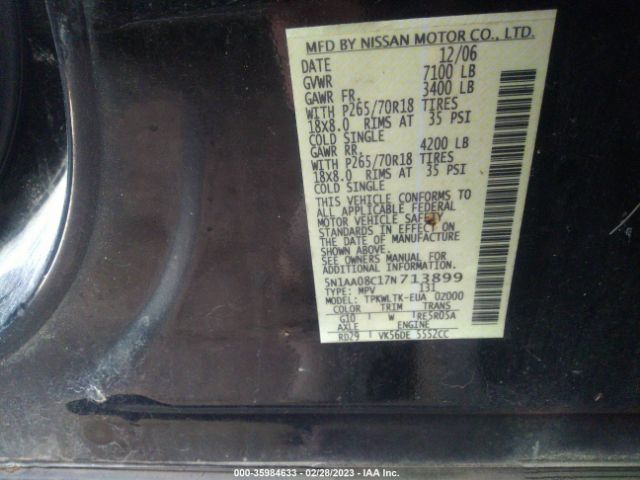 MFD BY NISSAN MOTOR CO., LTD.
DATE 12/06
GVWR 7100 LB
GAWR FR. 3400 LB
WITH P265/70R18 TIRES
18X8.0 RIMS AT 35 PSI
COLD SINGLE
GAWR RR. 4200 LB
WITH P265/70R18 TIRES
18X8.0 RIMS AT 35 PSI
COLD SINGLE
THIS VEHICLE CONFORMS TO
ALL APPLICABLE FEDERAL
MOTOR VEHICLE SAFETY
STANDARDS IN EFFECT ON
THE DATE OF MANUFACTURE
SHOWN ABOVE.
SEE OWNERS MANUAL FOR
ADDITIONAL INFORMATION.
5N1AA08C17N713899
TYPE: MPV 131
MODEL: TPKWLTK-EUA 02000
COLOR TRIM TRANS
G10 W RE5R05A
AXLE ENGINE
RD29 VK56DE 5552CC
000-35984633 - 02/28/2023 - IAA Inc.